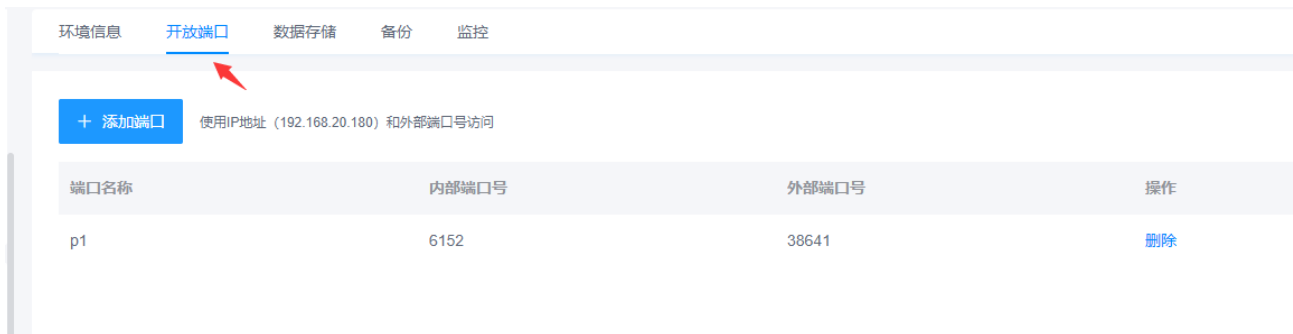 环境信息 开放端口 数据存储 备份 监控
+ 添加端口 使用IP地址（192.168.20.180）和外部端口号访问
端口名称 内部端口号 外部端口号 操作
p1 6152 38641 删除